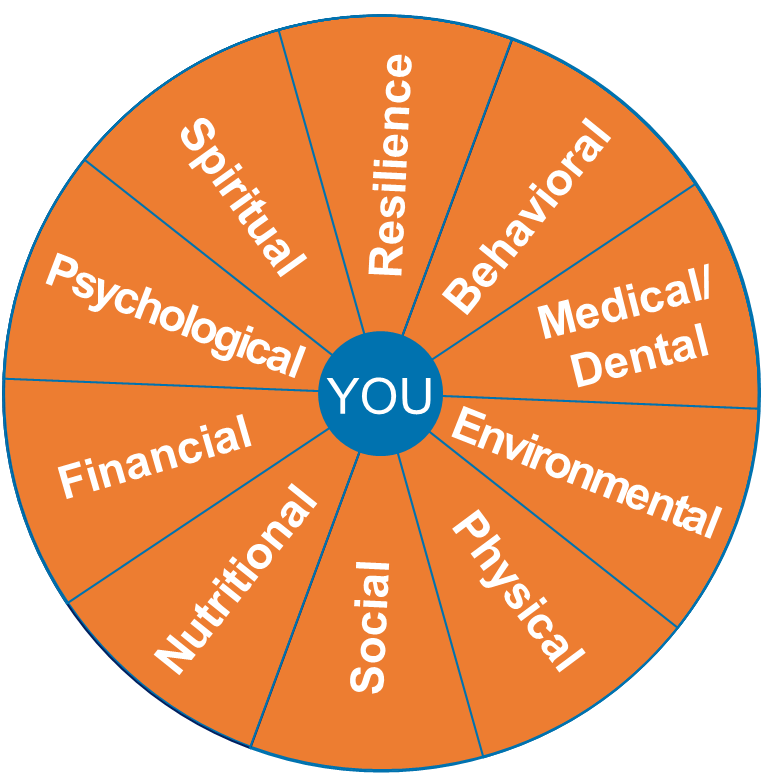 Resilience
Behavioral
Medical/
Dental
Environmental
Physical
Social
Nutritional
Financial
Psychological
Spiritual
YOU